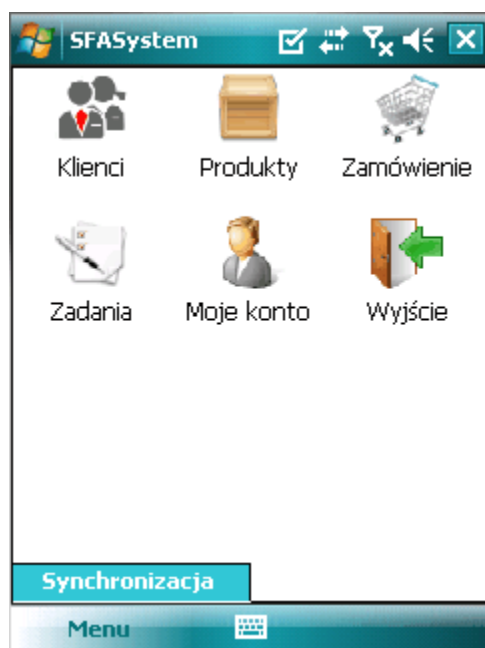 SFASystem
Klienci Produkty Zamówienie
Zadania Moje konto Wyjście
Synchronizacja
Menu